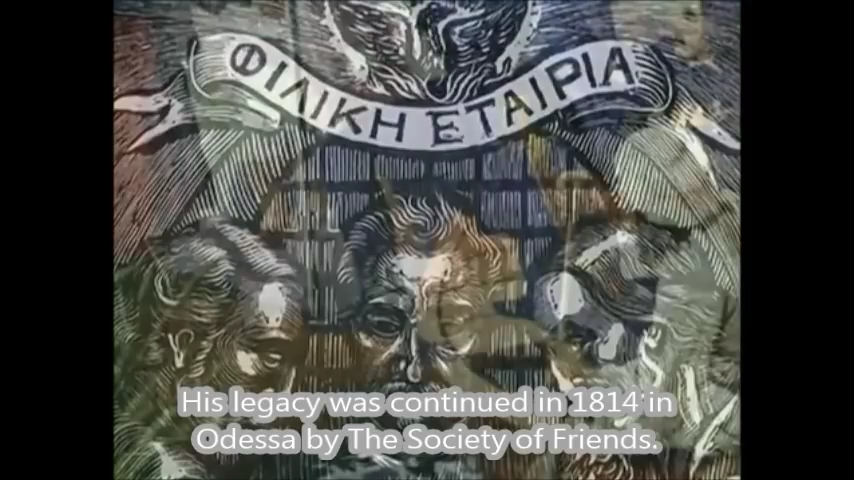 ΦΙΛΙΚΗ ΕΤΑΙΡΙΑ
His legacy was continued in 1814 in
Odessa by The Society of Friends.